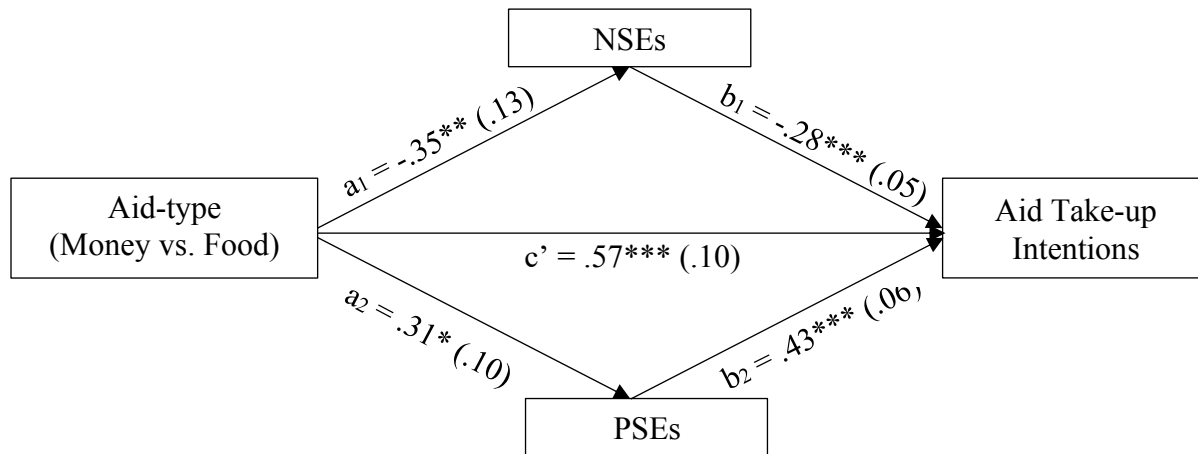 NSEs
a₁ = -.35** (.13)
b₁ = -.28*** (.05)
Aid-type
(Money vs. Food)
Aid Take-up
Intentions
c’ = .57*** (.10)
a₂ = .31* (.10)
b₂ = .43*** (.06)
PSEs